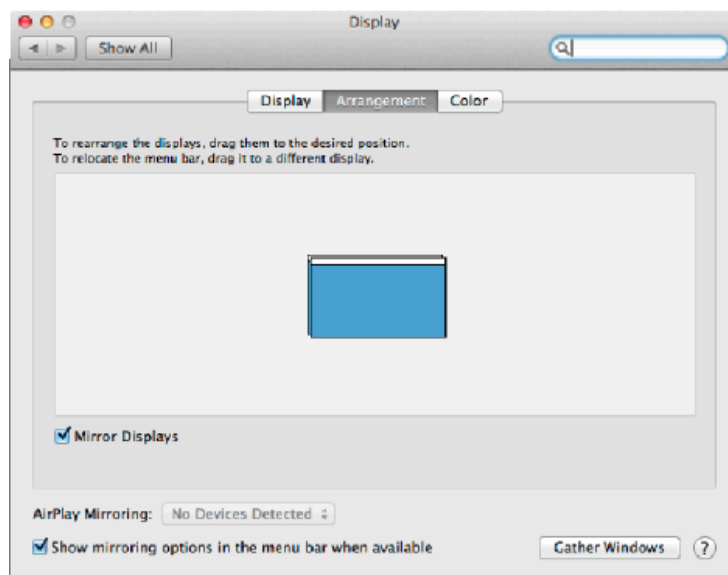 Display
Show All
Display Arrangement Color
To rearrange the displays, drag them to the desired position.
To relocate the menu bar, drag it to a different display.
Mirror Displays
AirPlay Mirroring: No Devices Detected
Show mirroring options in the menu bar when available
Gather Windows ?